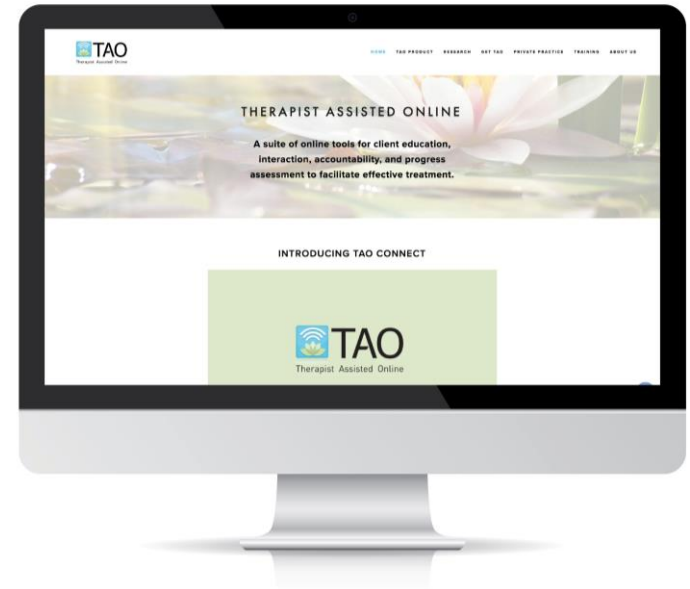 TAO
Therapist Assisted Online
HOME TAO PRODUCT RESEARCH GET TAO PRIVATE PRACTICE TRAINING ABOUT US
THERAPIST ASSISTED ONLINE
A suite of online tools for client education,
interaction, accountability, and progress
assessment to facilitate effective treatment.
INTRODUCING TAO CONNECT
TAO
Therapist Assisted Online